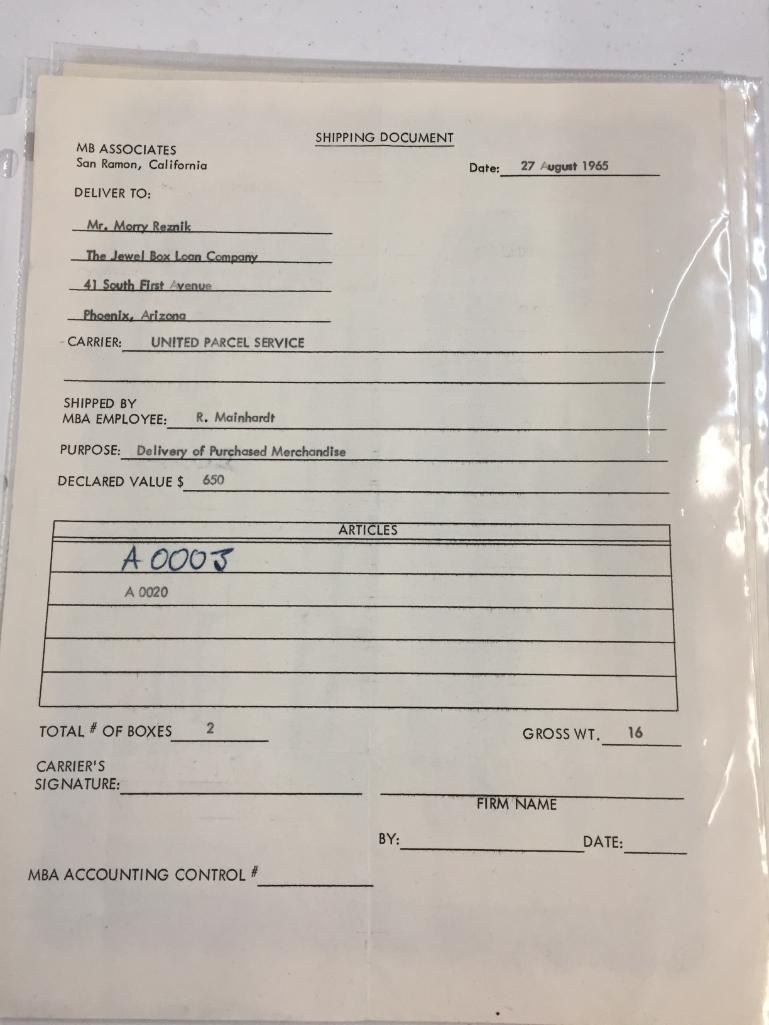 SHIPPING DOCUMENT
MB ASSOCIATES
San Ramon, California
Date: 27 August 1965
DELIVER TO:
Mr. Morry Reznik
The Jewel Box Loan Company
41 South First Avenue
Phoenix, Arizona
CARRIER: UNITED PARCEL SERVICE
SHIPPED BY
MBA EMPLOYEE: R. Mainhardt
PURPOSE: Delivery of Purchased Merchandise
DECLARED VALUE $ 650
ARTICLES
A 0003
A 0020
TOTAL # OF BOXES 2 GROSS WT. 16
CARRIER'S
SIGNATURE:
FIRM NAME
BY: DATE:
MBA ACCOUNTING CONTROL #